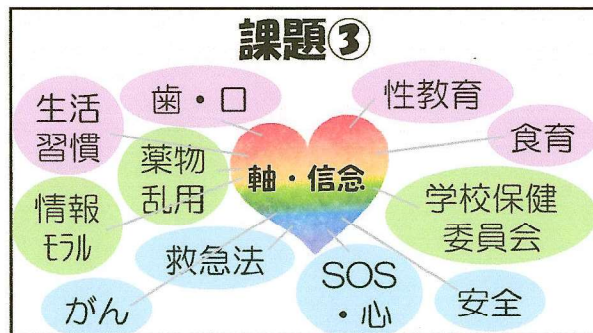 課題③
歯・口
性教育
生活
習慣
食育
薬物
乱用
軸・信念
情報
モラル
学校保健
委員会
救急法
SOS
・心
がん
安全